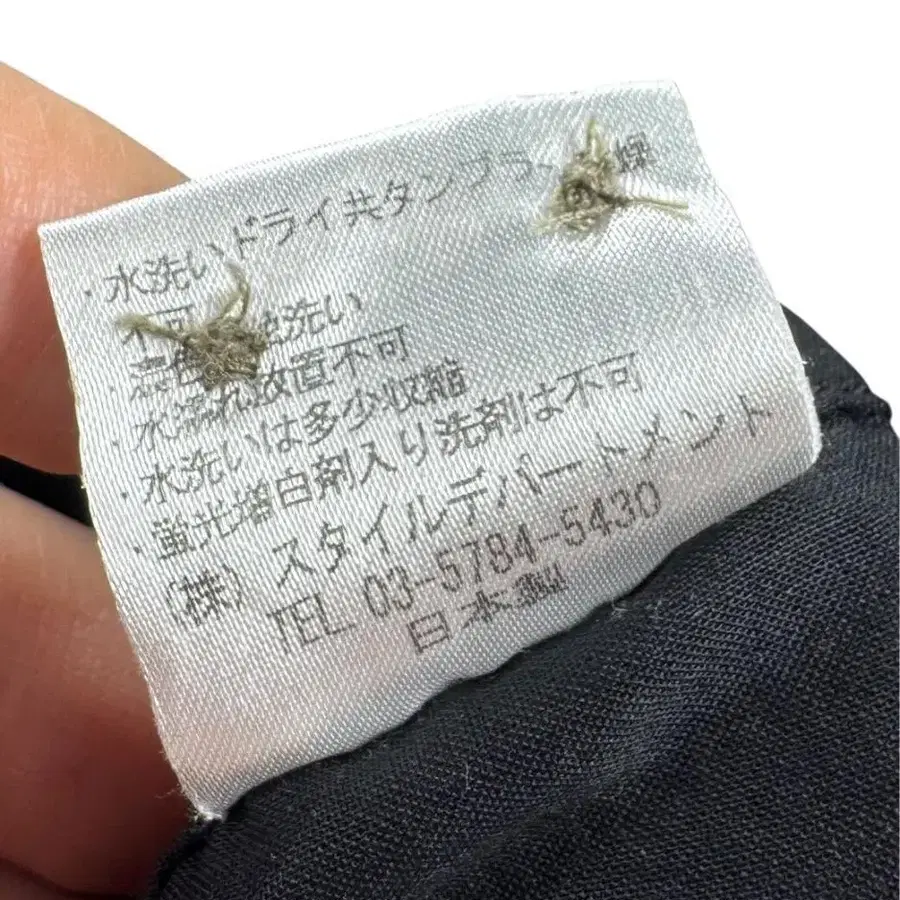 ・水洗いドライ共タンブラー 燥
不可
濃色 洗い
・水濡れ放置不可
・水洗いは多少収縮
・蛍光増白剤入り洗剤は不可
(株) スタイルデパートメント
TEL 03-5784-5430
日本製